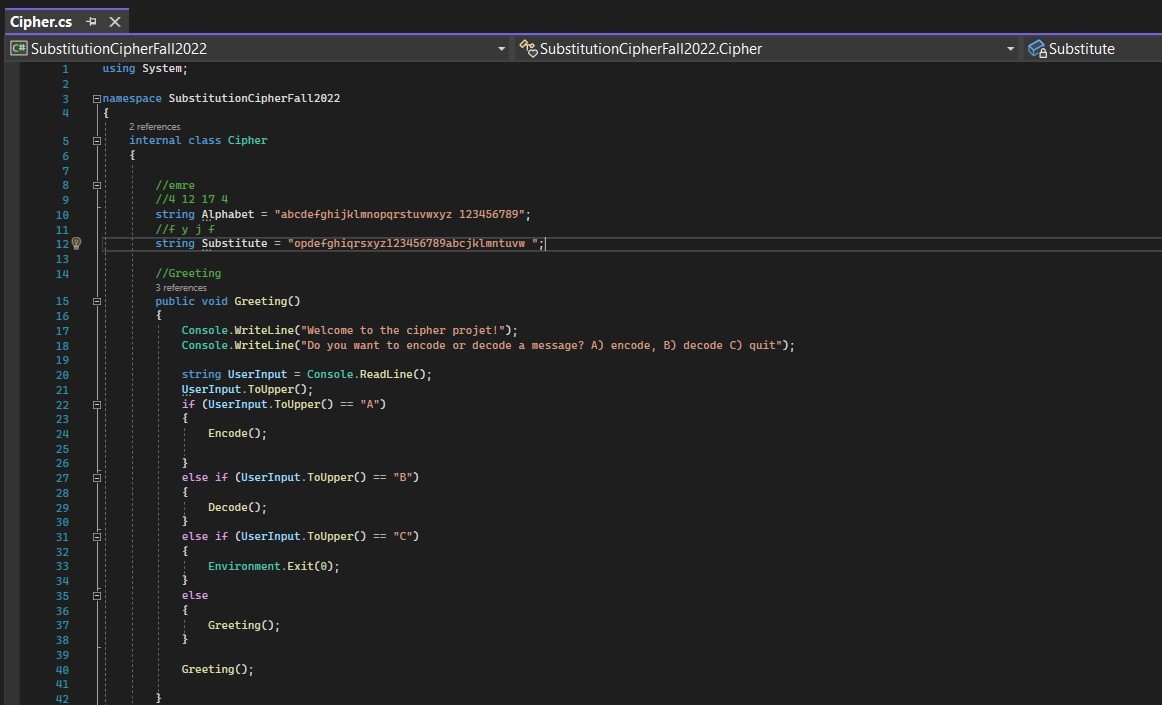 Cipher.cs
SubstitutionCipherFall2022 SubstitutionCipherFall2022.Cipher Substitute
1 using System;
2
3 namespace SubstitutionCipherFall2022
4 {
2 references
5 internal class Cipher
6 {
7
8 //emre
9 //4 12 17 4
10 string Alphabet = "abcdefghijklmnopqrstuvwxyz 123456789";
11 //f y j f
12 string Substitute = "opdefghiqrsxyz123456789abcjklmntuvw ";
13
14 //Greeting
3 references
15 public void Greeting()
16 {
17 Console.WriteLine("Welcome to the cipher projet!");
18 Console.WriteLine("Do you want to encode or decode a message? A) encode, B) decode C) quit");
19
20 string UserInput = Console.ReadLine();
21 UserInput.ToUpper();
22 if (UserInput.ToUpper() == "A")
23 {
24 Encode();
25
26 }
27 else if (UserInput.ToUpper() == "B")
28 {
29 Decode();
30 }
31 else if (UserInput.ToUpper() == "C")
32 {
33 Environment.Exit(0);
34 }
35 else
36 {
37 Greeting();
38 }
39
40 Greeting();
41
42 }